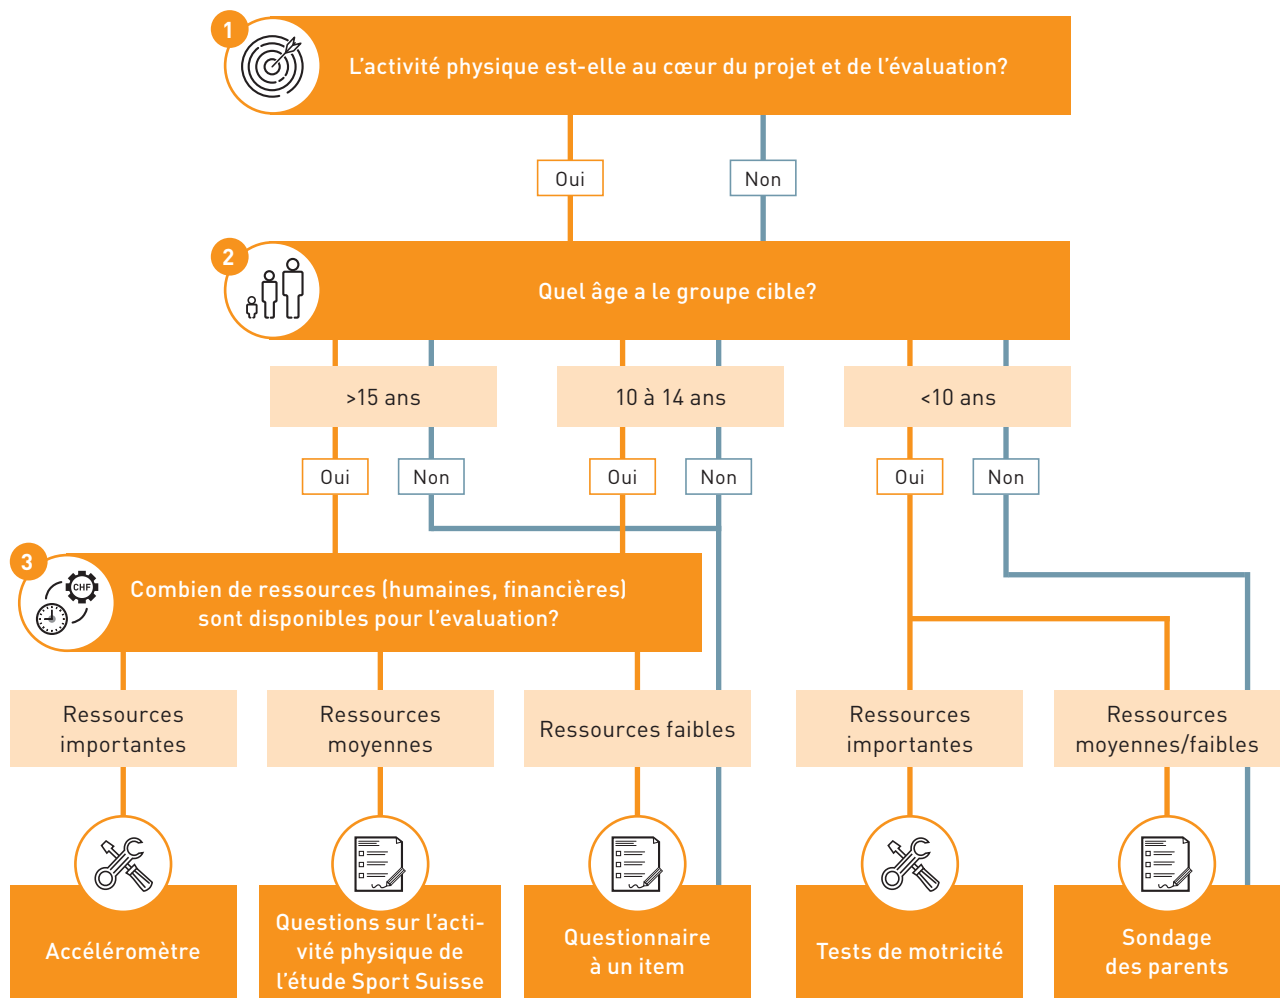 1
L'activité physique est-elle au cœur du projet et de l'évaluation?
Oui
Non
2
Quel âge a le groupe cible?
>15 ans
10 à 14 ans
<10 ans
Oui
Non
Oui
Non
Oui
Non
3
CHF
Combien de ressources (humaines, financières)
sont disponibles pour l'evaluation?
Ressources
importantes
Ressources
moyennes
Ressources faibles
Ressources
importantes
Ressources
moyennes/faibles
Accéléromètre
Questions sur l'acti-
vité physique de
l'étude Sport Suisse
Questionnaire
à un item
Tests de motricité
Sondage
des parents